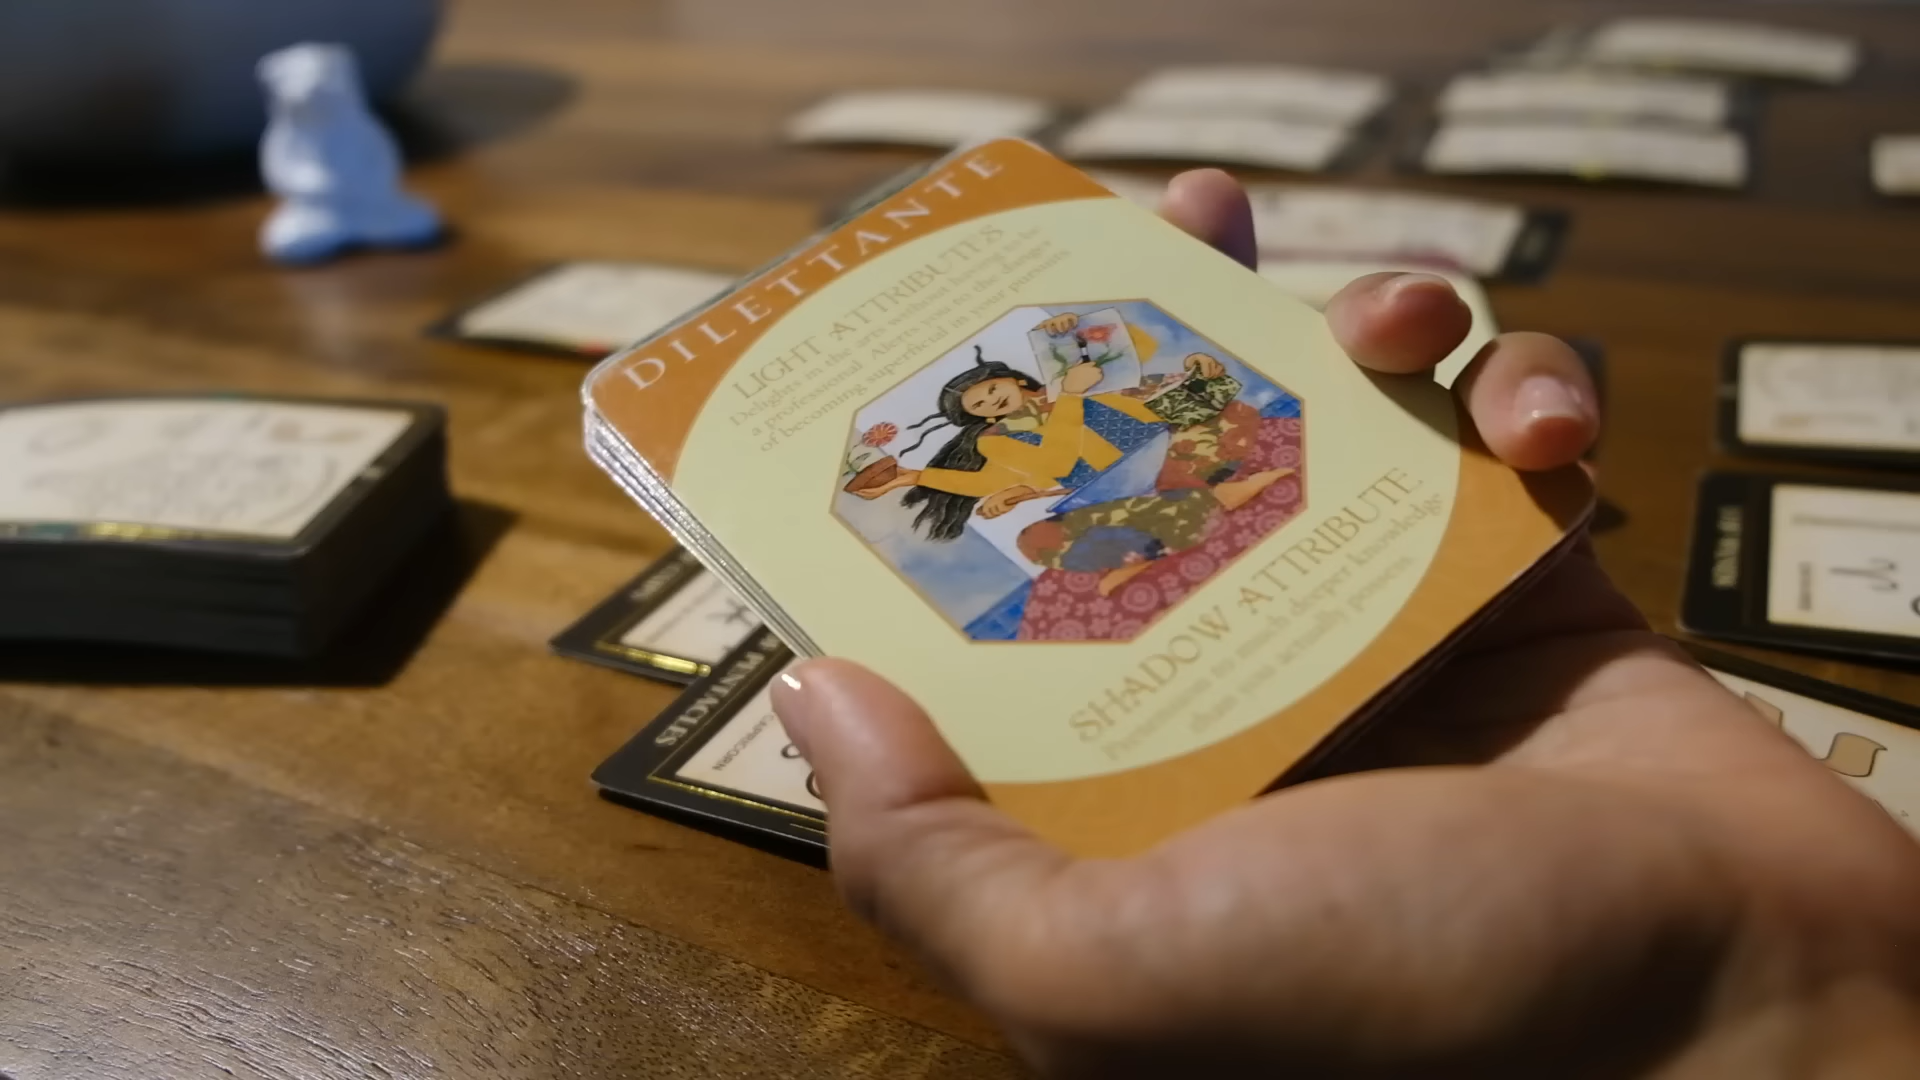 DILETTANTE
LIGHT ATTRIBUTES
Delights in the arts without having to be
a professional Alerts you to the danger
of becoming superficial in your pursuits
SHADOW ATTRIBUTE
Pretension to much deeper knowledge
than you actually possess
PENTACLES
CAPRICORN